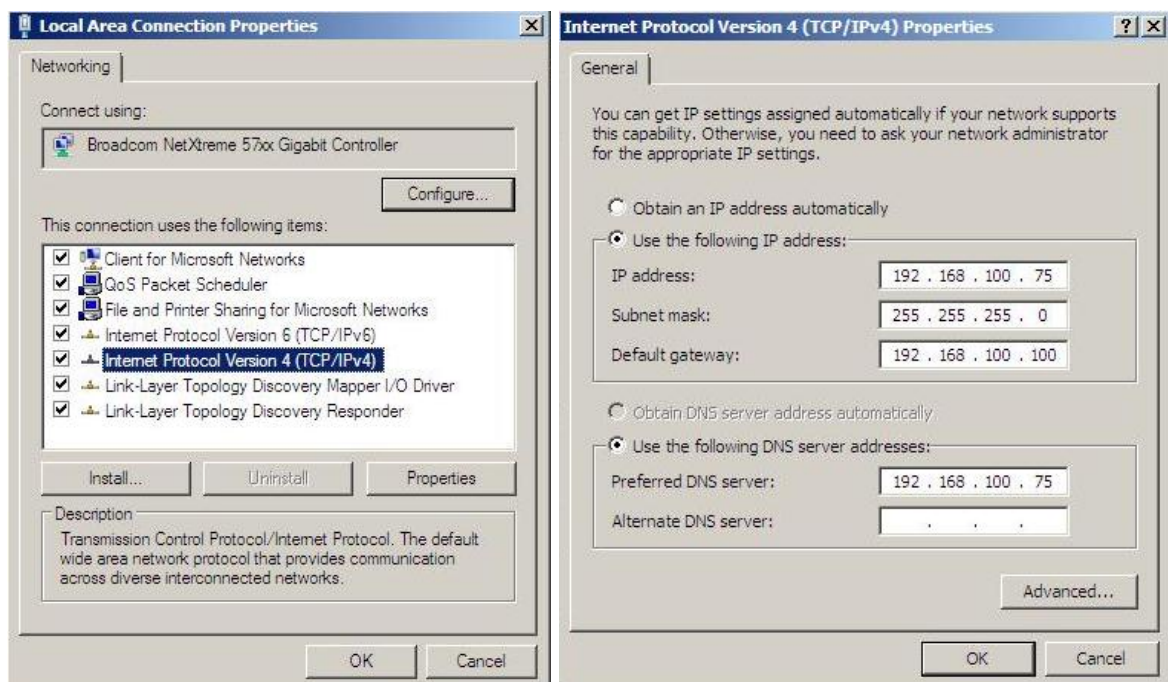 Local Area Connection Properties
Networking
Connect using:
Broadcom NetXtreme 57xx Gigabit Controller
Configure...
This connection uses the following items:
Client for Microsoft Networks
QoS Packet Scheduler
File and Printer Sharing for Microsoft Networks
Internet Protocol Version 6 (TCP/IPv6)
Internet Protocol Version 4 (TCP/IPv4)
Link-Layer Topology Discovery Mapper I/O Driver
Link-Layer Topology Discovery Responder
Install...
Uninstall
Properties
Description
Transmission Control Protocol/Internet Protocol. The default
wide area network protocol that provides communication
across diverse interconnected networks.
OK
Cancel
Internet Protocol Version 4 (TCP/IPv4) Properties
General
You can get IP settings assigned automatically if your network supports
this capability. Otherwise, you need to ask your network administrator
for the appropriate IP settings.
Obtain an IP address automatically
Use the following IP address:
IP address: 192 . 168 . 100 . 75
Subnet mask: 255 . 255 . 255 . 0
Default gateway: 192 . 168 . 100 . 100
Obtain DNS server address automatically
Use the following DNS server addresses:
Preferred DNS server: 192 . 168 . 100 . 75
Alternate DNS server: . . .
Advanced...
OK
Cancel